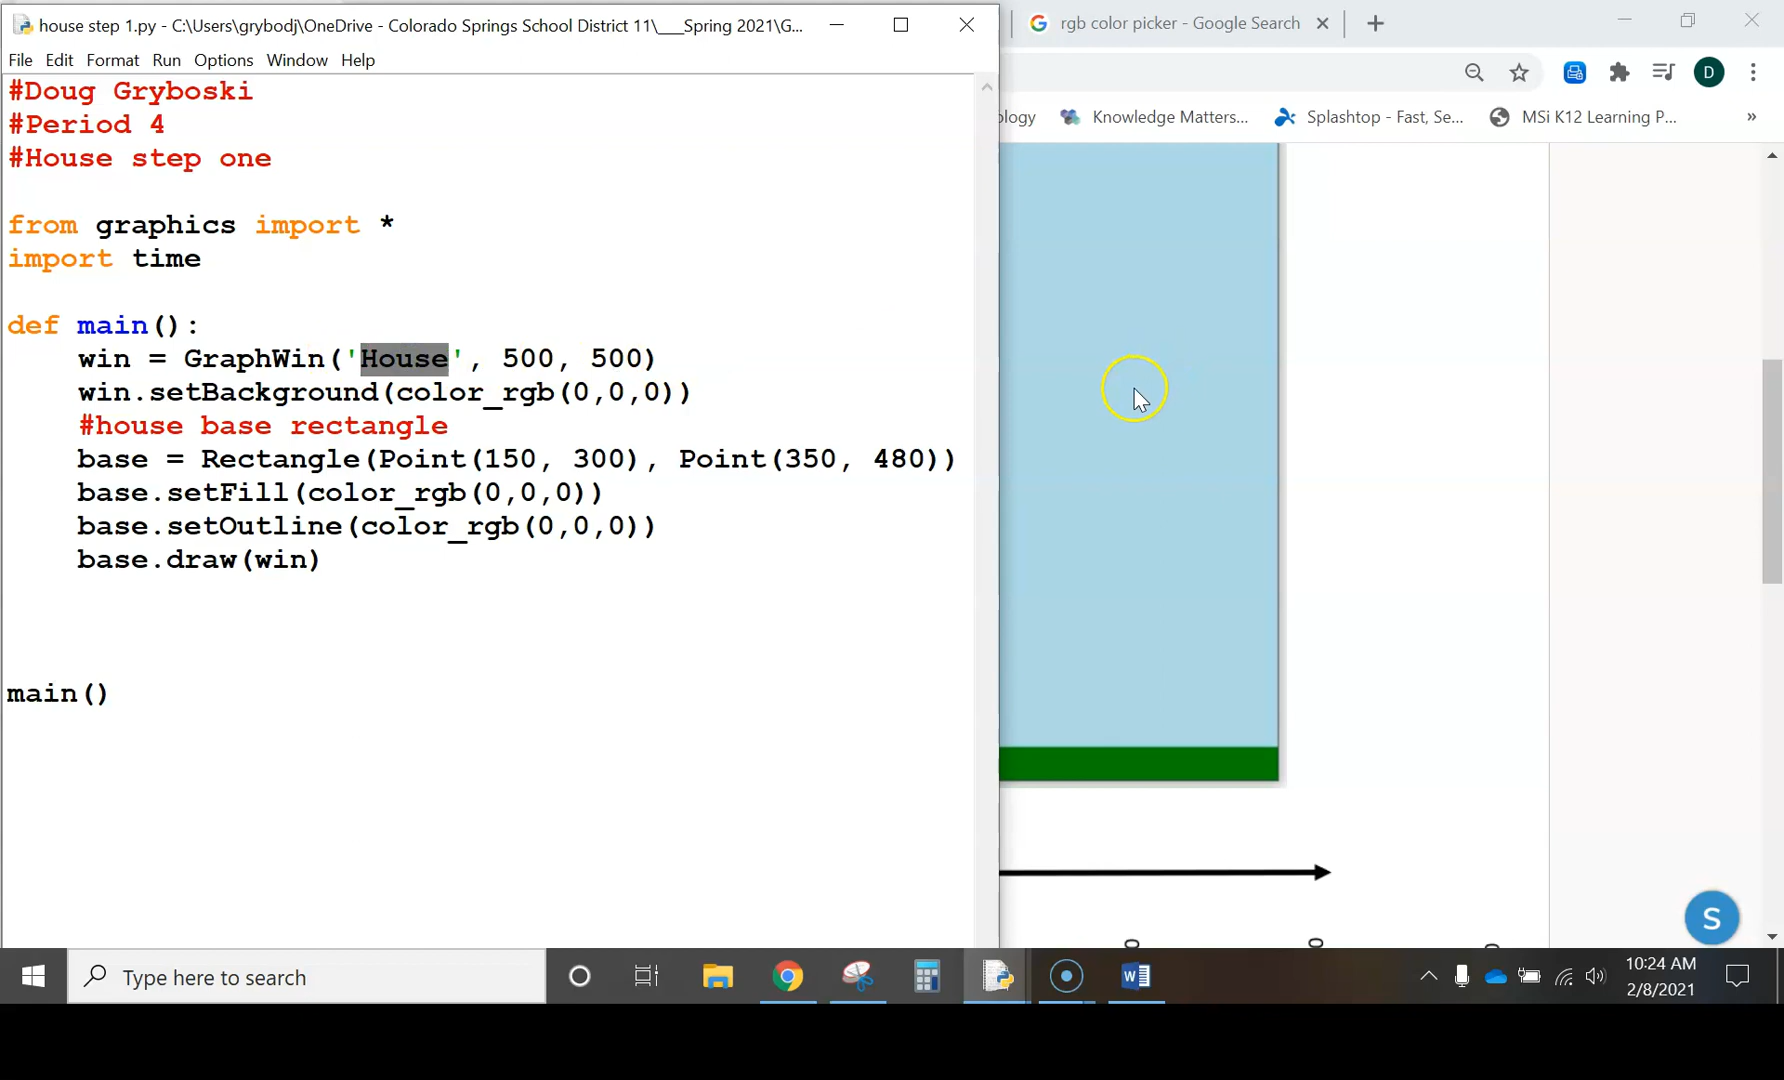 house step 1.py - C:\Users\grybodj\OneDrive - Colorado Springs School District 11\___Spring 2021\G...
rgb color picker - Google Search
File Edit Format Run Options Window Help
D
ology Knowledge Matters... Splashtop - Fast, Se... MSi K12 Learning P... »
#Doug Gryboski
#Period 4
#House step one
from graphics import *
import time
def main():
win = GraphWin('House', 500, 500)
win.setBackground(color_rgb(0,0,0))
#house base rectangle
base = Rectangle(Point(150, 300), Point(350, 480))
base.setFill(color_rgb(0,0,0))
base.setOutline(color_rgb(0,0,0))
base.draw(win)
main()
S
Type here to search
10:24 AM
2/8/2021